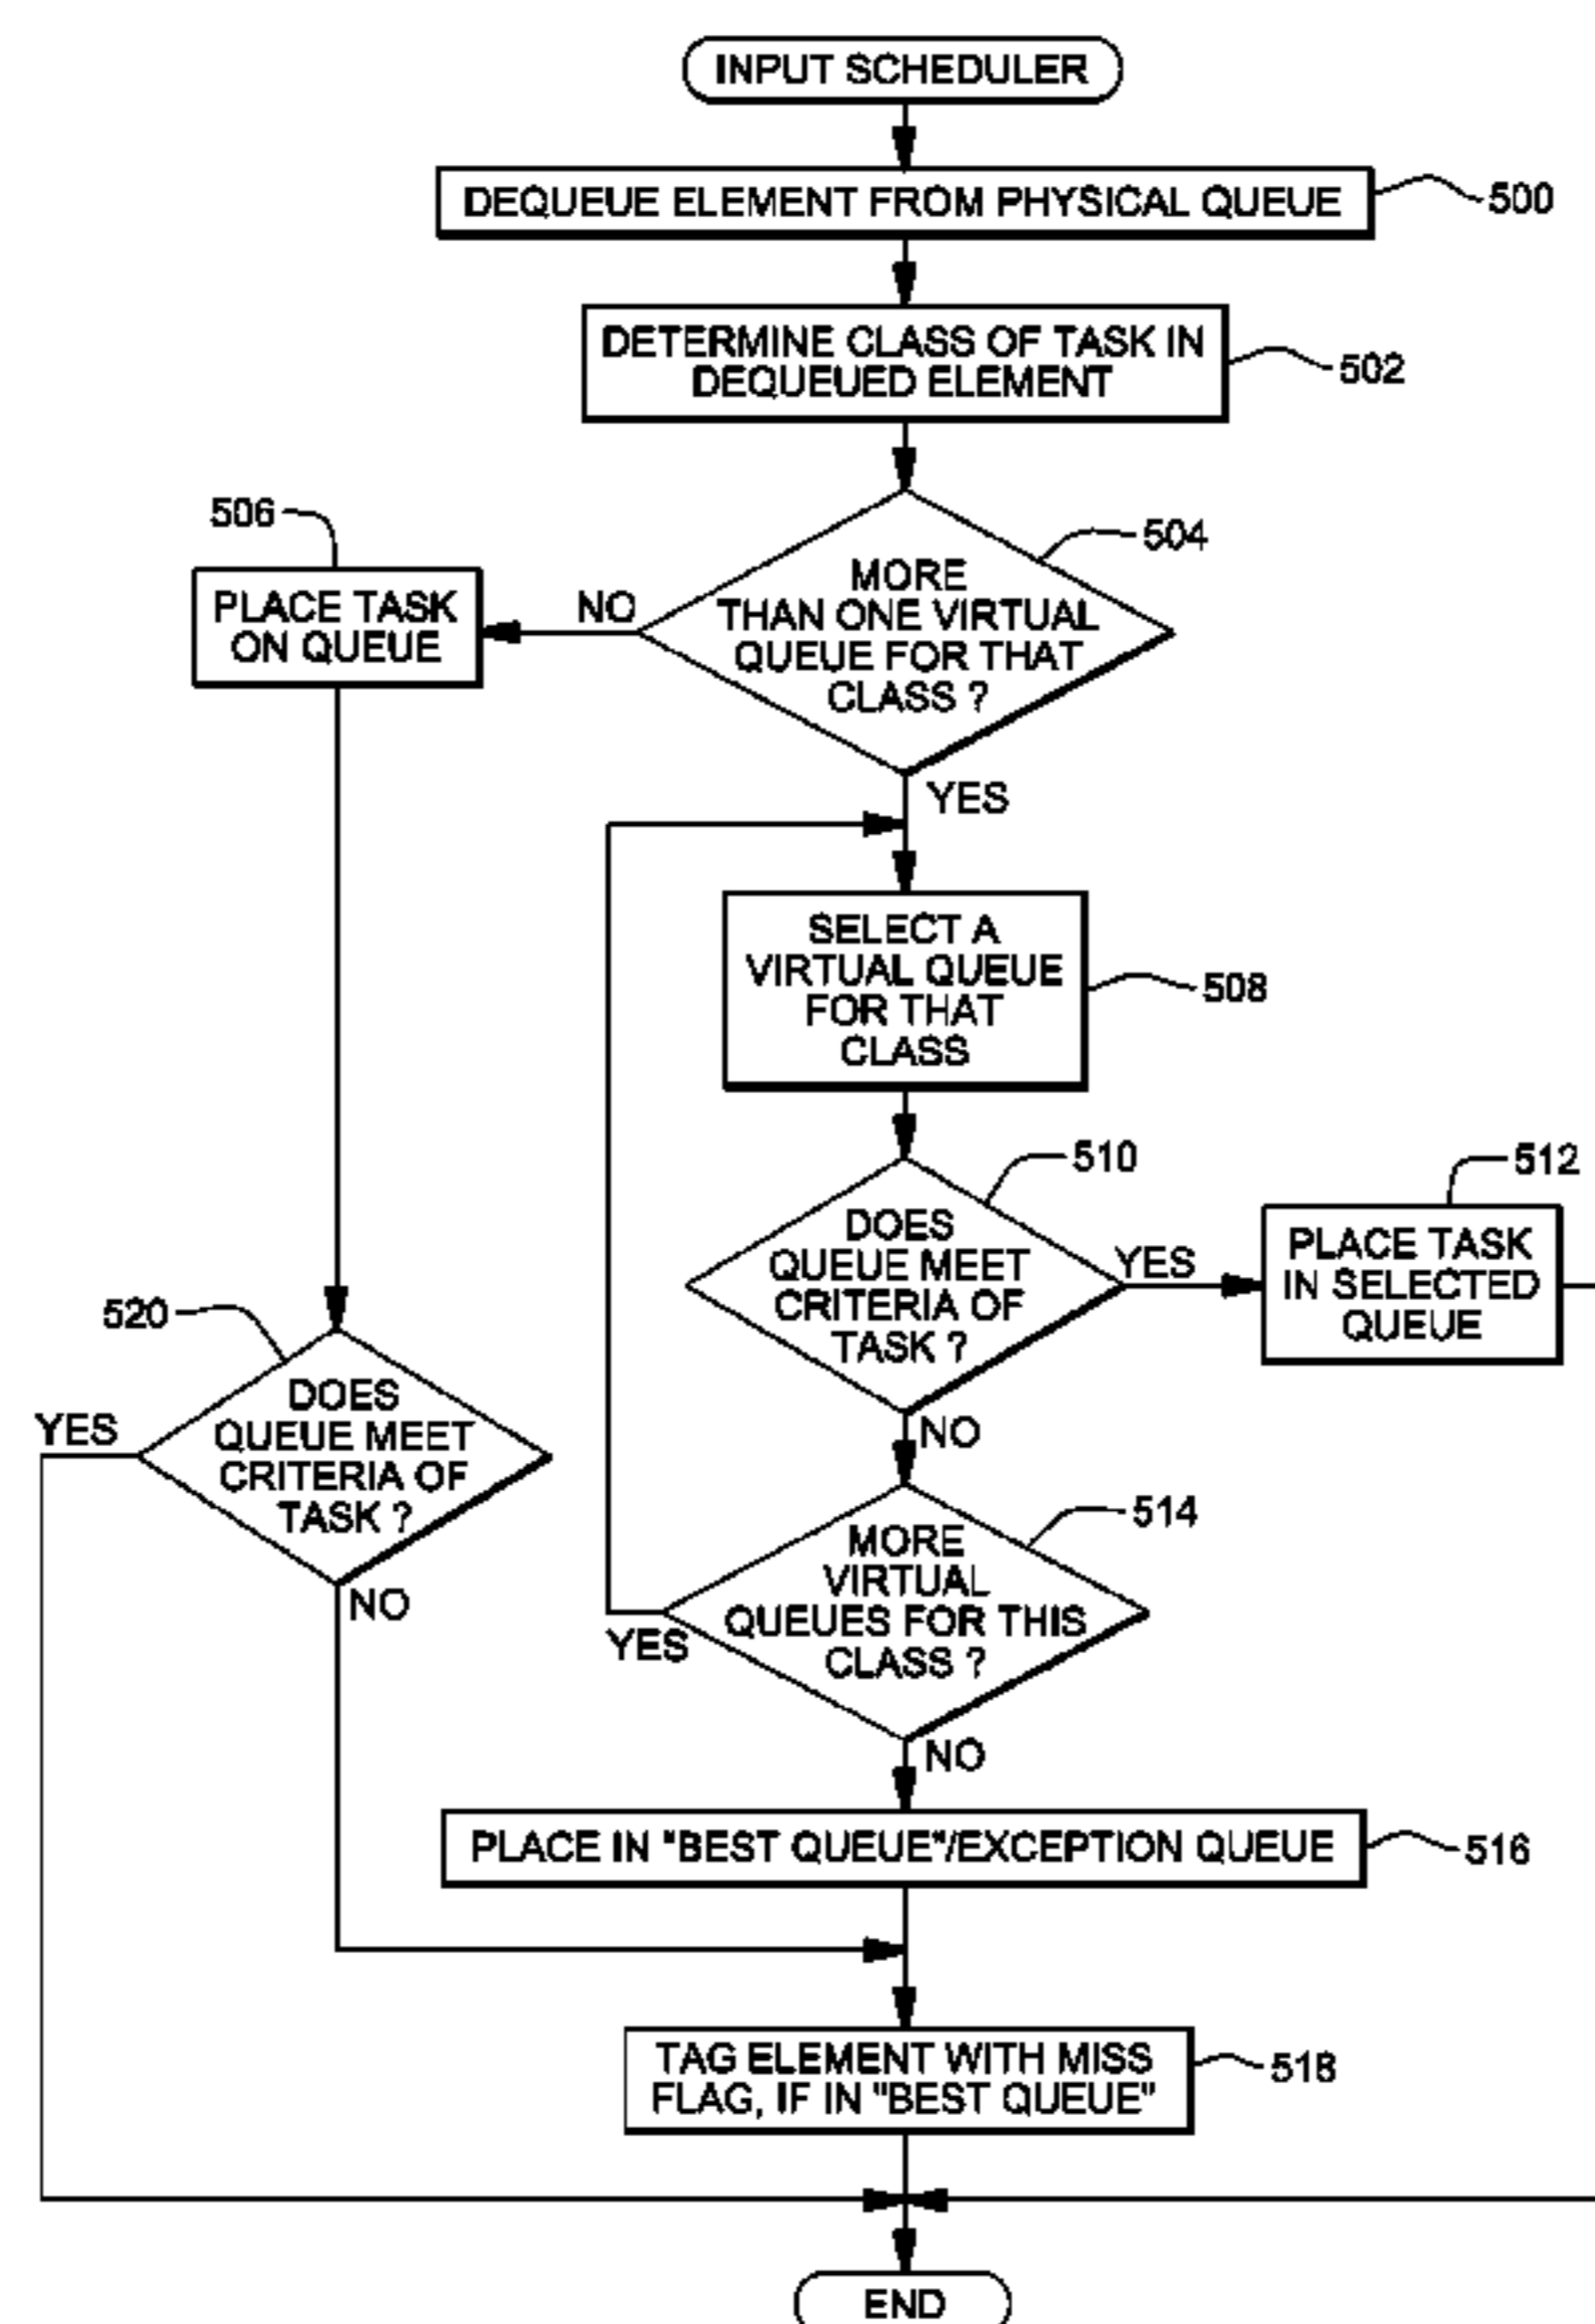 INPUT SCHEDULER
DEQUEUE ELEMENT FROM PHYSICAL QUEUE
500
DETERMINE CLASS OF TASK IN
DEQUEUED ELEMENT
502
506
504
PLACE TASK
ON QUEUE
NO
MORE
THAN ONE VIRTUAL
QUEUE FOR THAT
CLASS ?
YES
SELECT A
VIRTUAL QUEUE
FOR THAT
CLASS
508
510
512
DOES
QUEUE MEET
CRITERIA OF
TASK ?
YES
PLACE TASK
IN SELECTED
QUEUE
520
DOES
QUEUE MEET
CRITERIA OF
TASK ?
YES
NO
NO
514
MORE
VIRTUAL
QUEUES FOR THIS
CLASS ?
YES
NO
PLACE IN "BEST QUEUE"/EXCEPTION QUEUE
516
TAG ELEMENT WITH MISS
FLAG, IF IN "BEST QUEUE"
518
END